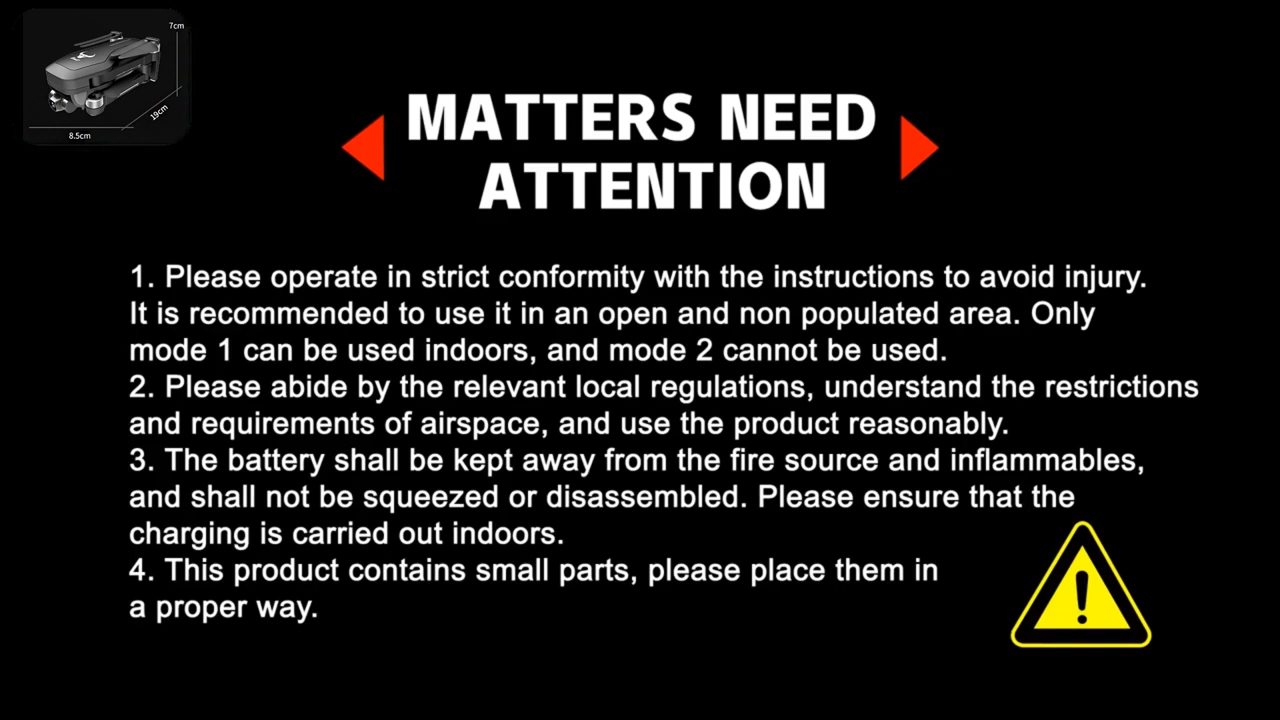 7cm
19cm
8.5cm
MATTERS NEED
ATTENTION
1. Please operate in strict conformity with the instructions to avoid injury.
It is recommended to use it in an open and non populated area. Only
mode 1 can be used indoors, and mode 2 cannot be used.
2. Please abide by the relevant local regulations, understand the restrictions
and requirements of airspace, and use the product reasonably.
3. The battery shall be kept away from the fire source and inflammables,
and shall not be squeezed or disassembled. Please ensure that the
charging is carried out indoors.
4. This product contains small parts, please place them in
a proper way.